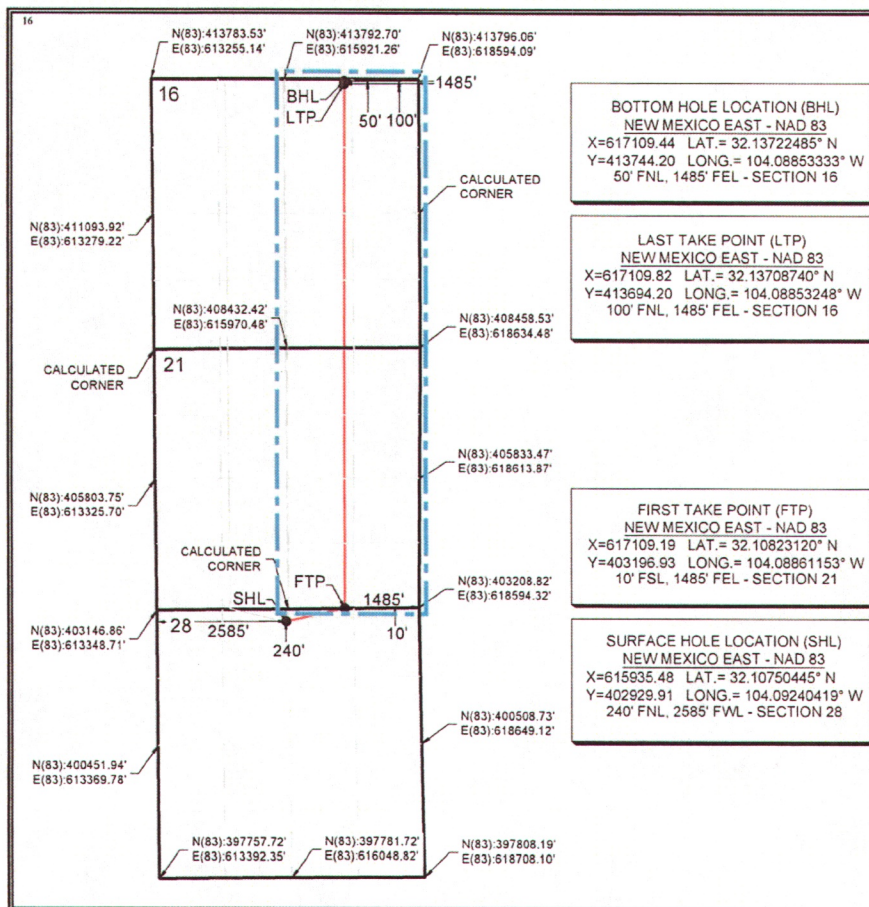 16
N(83):413783.53'
E(83):613255.14'
N(83):413792.70'
E(83):615921.26'
N(83):413796.06'
E(83):618594.09'
1485'
16
BHL
LTP
50' 100'
CALCULATED
CORNER
N(83):411093.92'
E(83):613279.22'
N(83):408432.42'
E(83):615970.48'
N(83):408458.53'
E(83):618634.48'
CALCULATED
CORNER
21
N(83):405833.47'
E(83):618613.87'
N(83):405803.75'
E(83):613325.70'
CALCULATED
CORNER
FTP
1485'
N(83):403208.82'
E(83):618594.32'
SHL
N(83):403146.86'
E(83):613348.71'
28
2585'
10'
240'
N(83):400508.73'
E(83):618649.12'
N(83):400451.94'
E(83):613369.78'
N(83):397757.72'
E(83):613392.35'
N(83):397781.72'
E(83):616048.82'
N(83):397808.19'
E(83):618708.10'
BOTTOM HOLE LOCATION (BHL)
NEW MEXICO EAST - NAD 83
X=617109.44 LAT.= 32.13722485° N
Y=413744.20 LONG.= 104.08853333° W
50' FNL, 1485' FEL - SECTION 16
LAST TAKE POINT (LTP)
NEW MEXICO EAST - NAD 83
X=617109.82 LAT.= 32.13708740° N
Y=413694.20 LONG.= 104.08853248° W
100' FNL, 1485' FEL - SECTION 16
FIRST TAKE POINT (FTP)
NEW MEXICO EAST - NAD 83
X=617109.19 LAT.= 32.10823120° N
Y=403196.93 LONG.= 104.08861153° W
10' FSL, 1485' FEL - SECTION 21
SURFACE HOLE LOCATION (SHL)
NEW MEXICO EAST - NAD 83
X=615935.48 LAT.= 32.10750445° N
Y=402929.91 LONG.= 104.09240419° W
240' FNL, 2585' FWL - SECTION 28